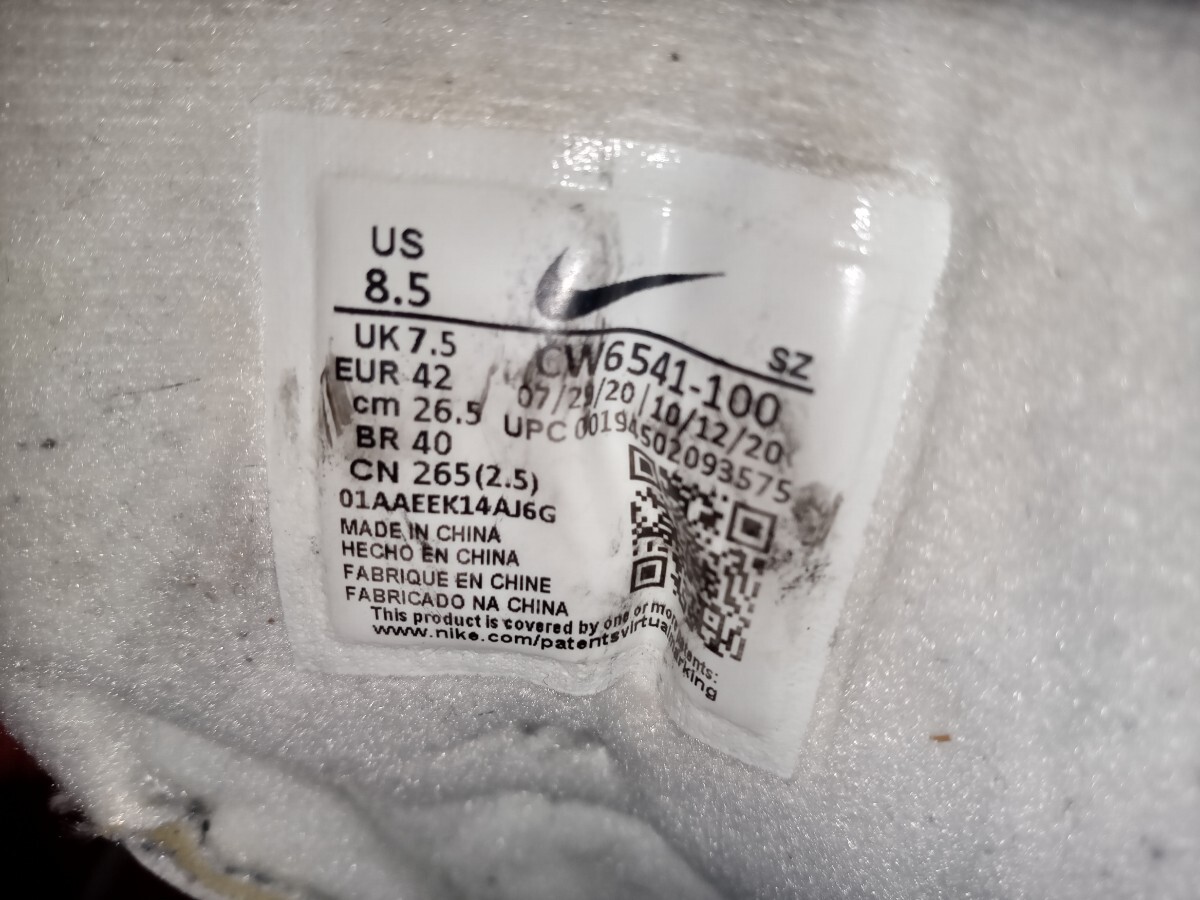 US
8.5
UK 7.5
EUR 42
cm 26.5
BR 40
CN 265(2.5)
01AAEEK14AJ6G
MADE IN CHINA
HECHO EN CHINA
FABRIQUE EN CHINE
FABRICADO NA CHINA
SZ
CW6541-100
07/29/20|10/12/20
UPC 00194502093575
This product is covered by one or more patents:
www.nike.com/patentsvirtualmarking